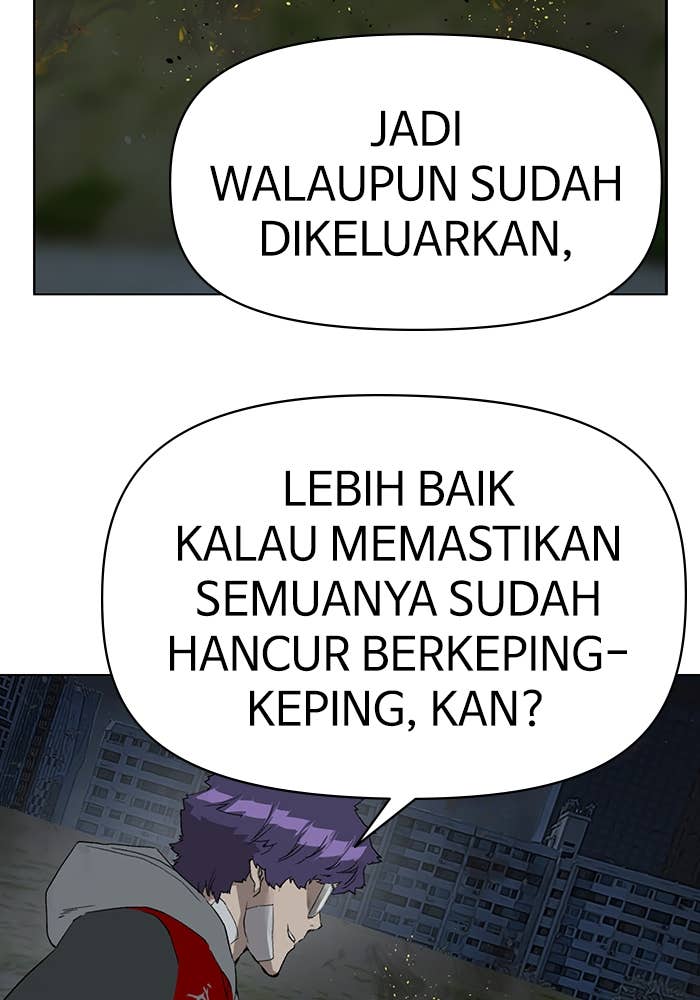 JADI
WALAUPUN SUDAH
DIKELUARKAN,
LEBIH BAIK
KALAU MEMASTIKAN
SEMUANYA SUDAH
HANCUR BERKEPING-
KEPING, KAN?